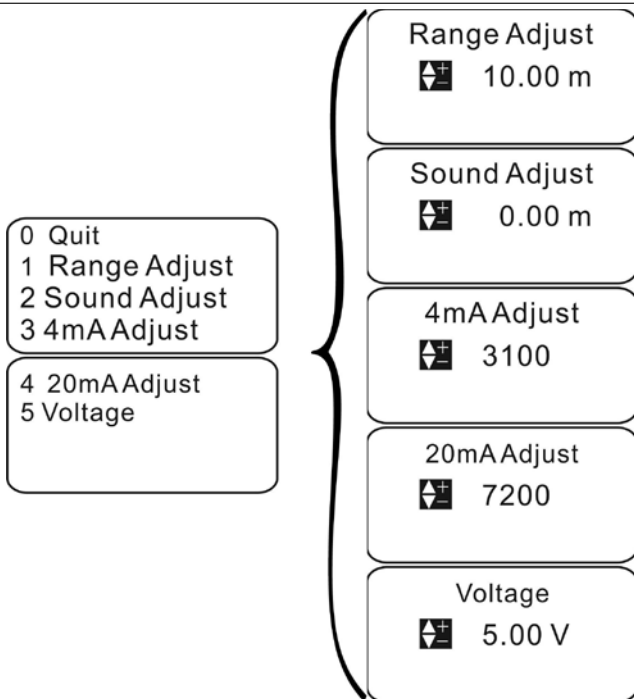 0 Quit
1 Range Adjust
2 Sound Adjust
3 4mA Adjust
4 20mA Adjust
5 Voltage
Range Adjust
10.00 m
Sound Adjust
0.00 m
4mA Adjust
3100
20mA Adjust
7200
Voltage
5.00 V